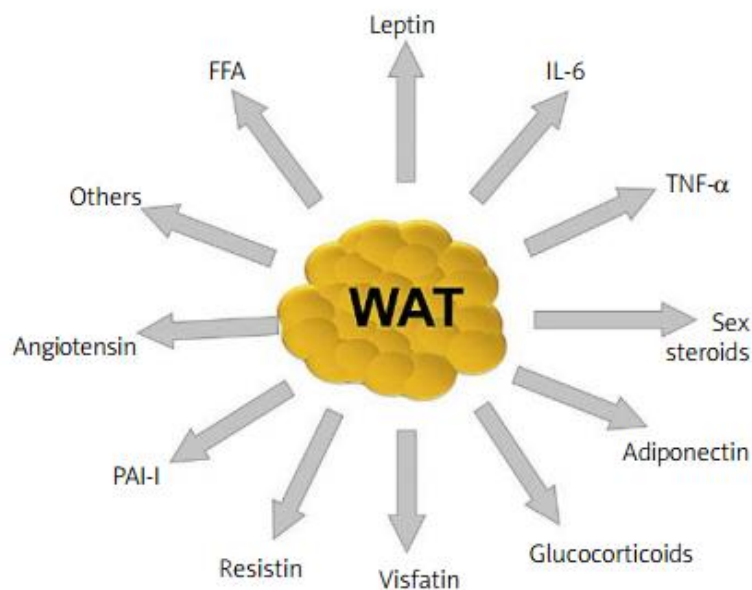 Leptin
FFA
IL-6
Others
TNF-α
WAT
Angiotensin
Sex
steroids
PAI-I
Adiponectin
Resistin
Visfatin
Glucocorticoids